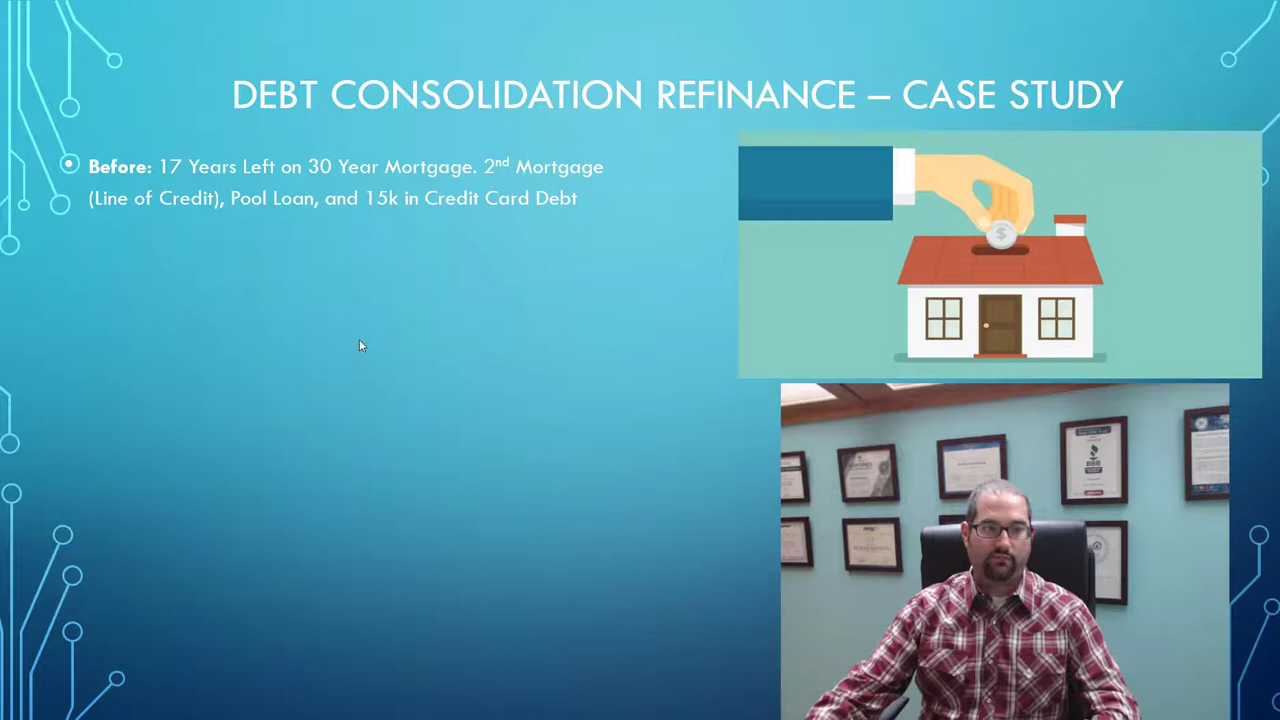 DEBT CONSOLIDATION REFINANCE – CASE STUDY
Before: 17 Years Left on 30 Year Mortgage. 2nd Mortgage
(Line of Credit), Pool Loan, and 15k in Credit Card Debt
$
BBB